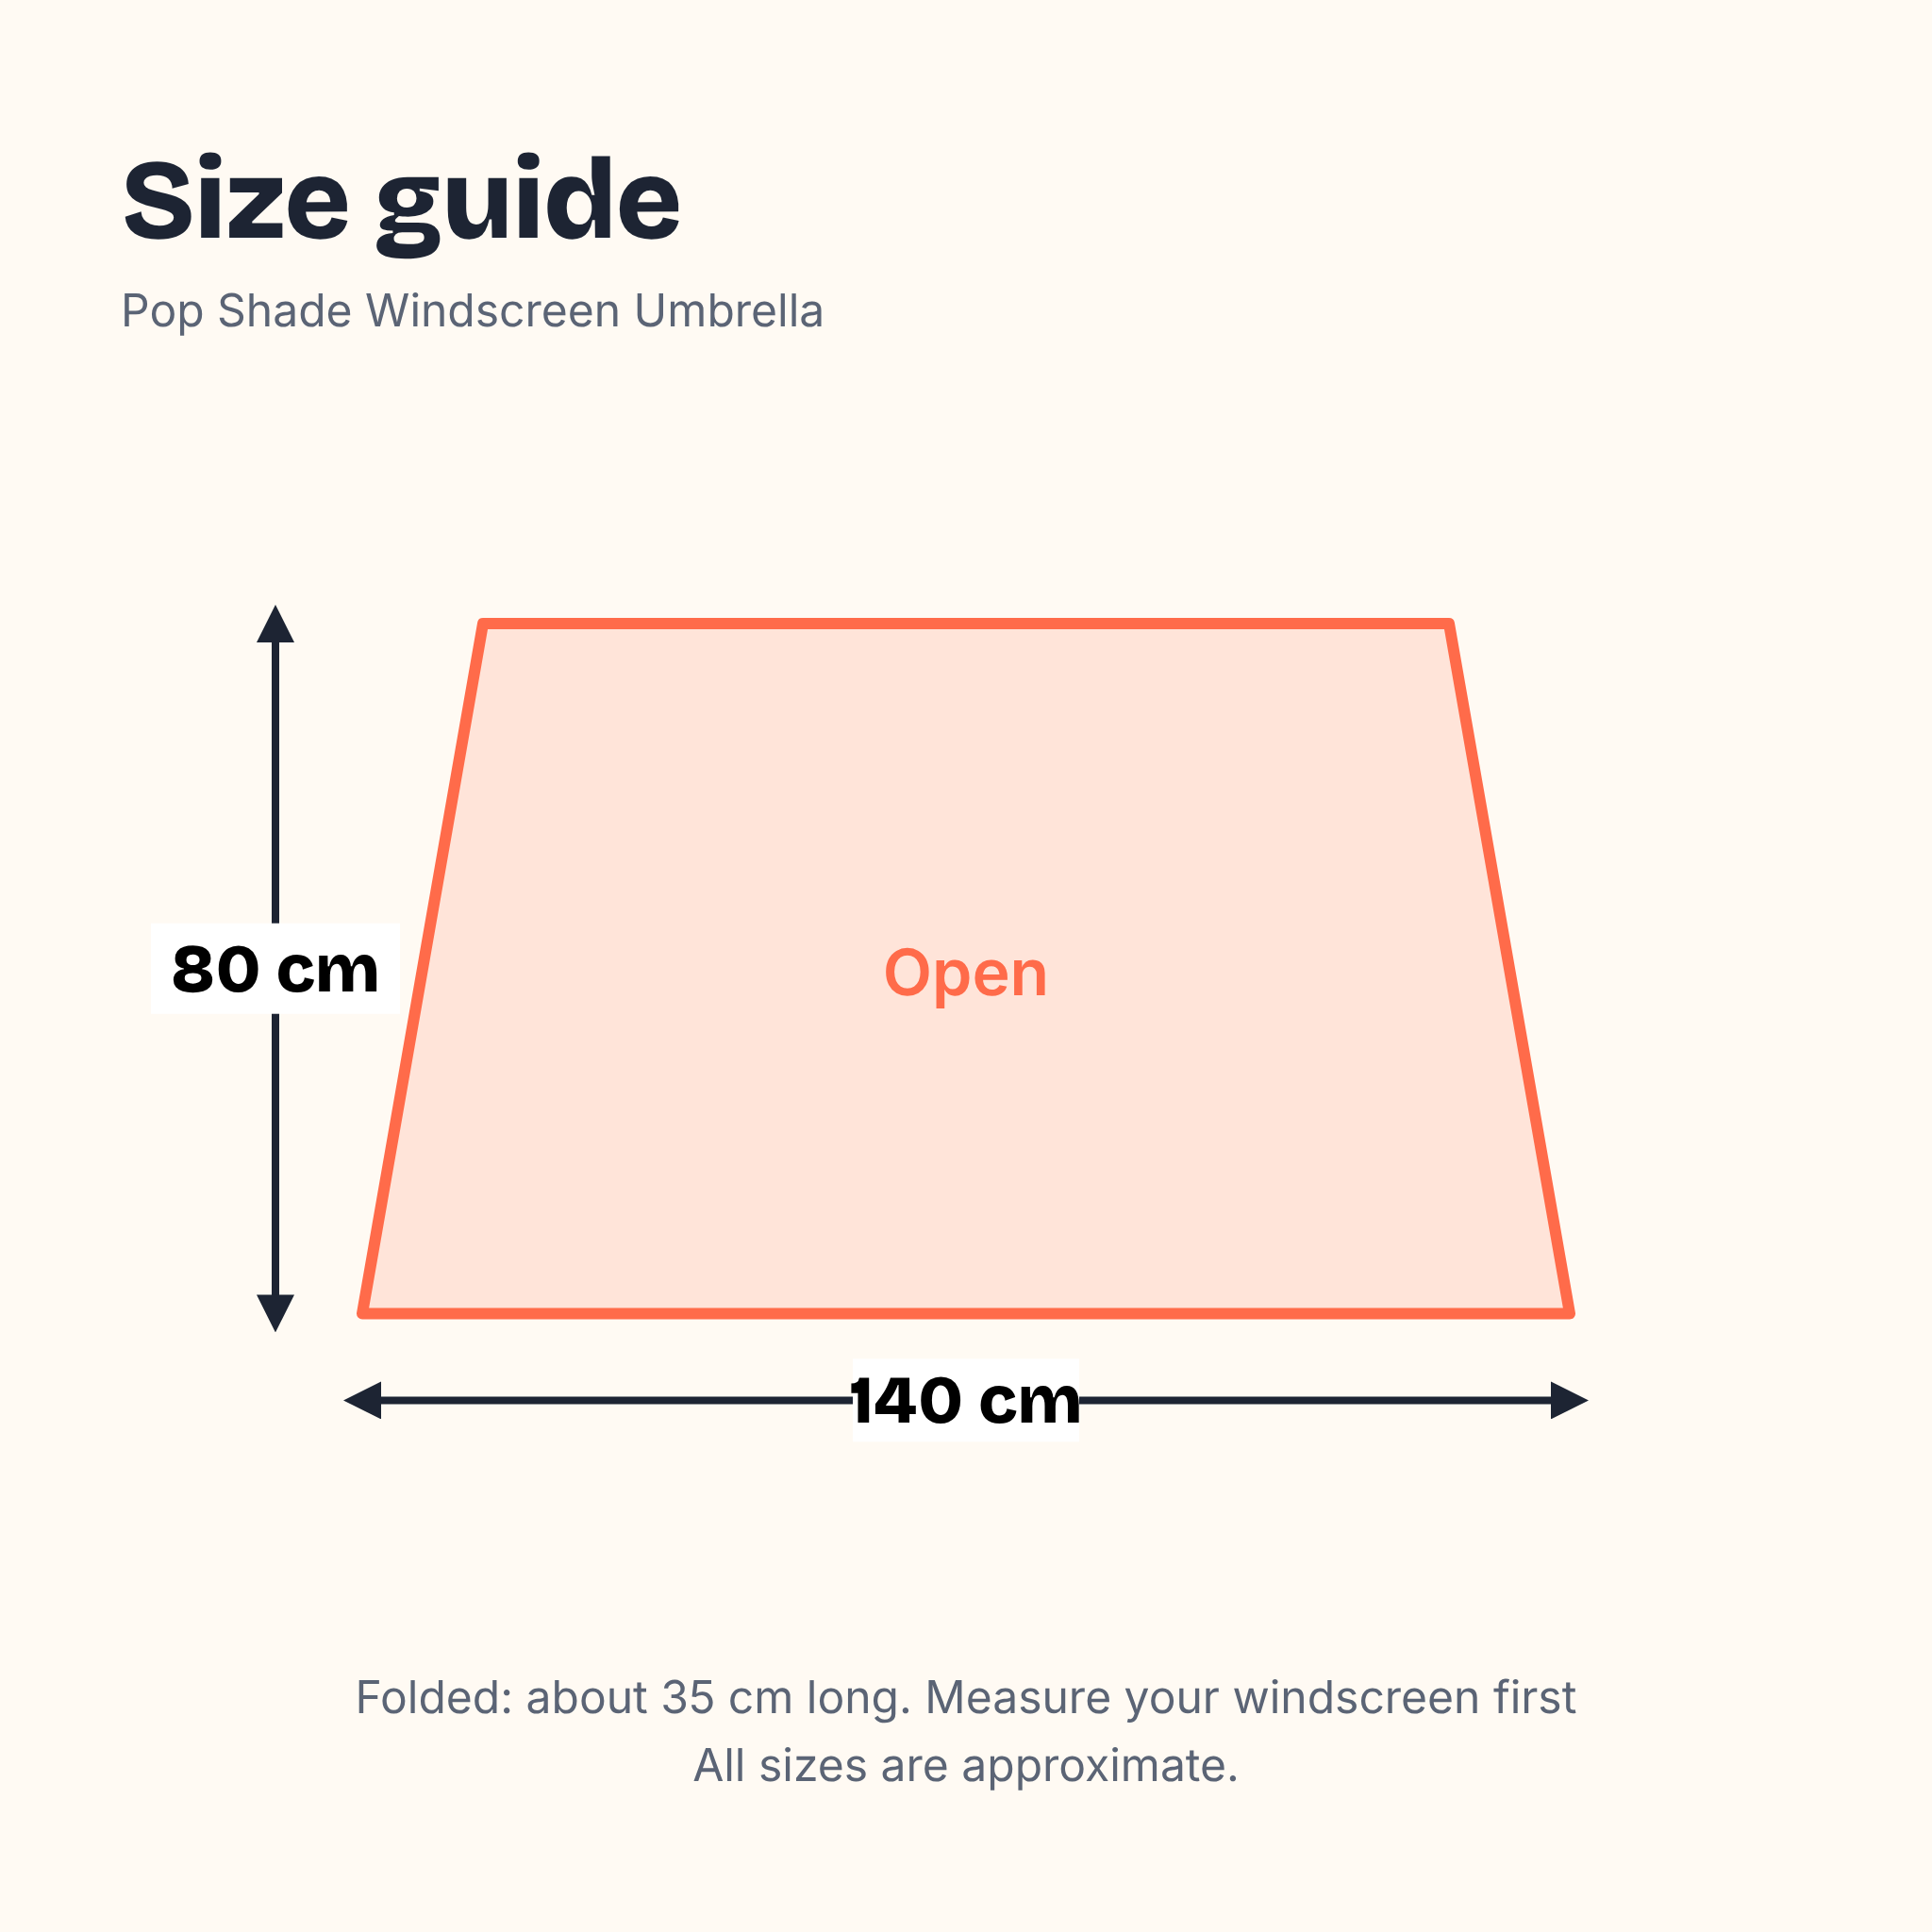 Size guide
Pop Shade Windscreen Umbrella
80 cm
Open
140 cm
Folded: about 35 cm long. Measure your windscreen first
All sizes are approximate.